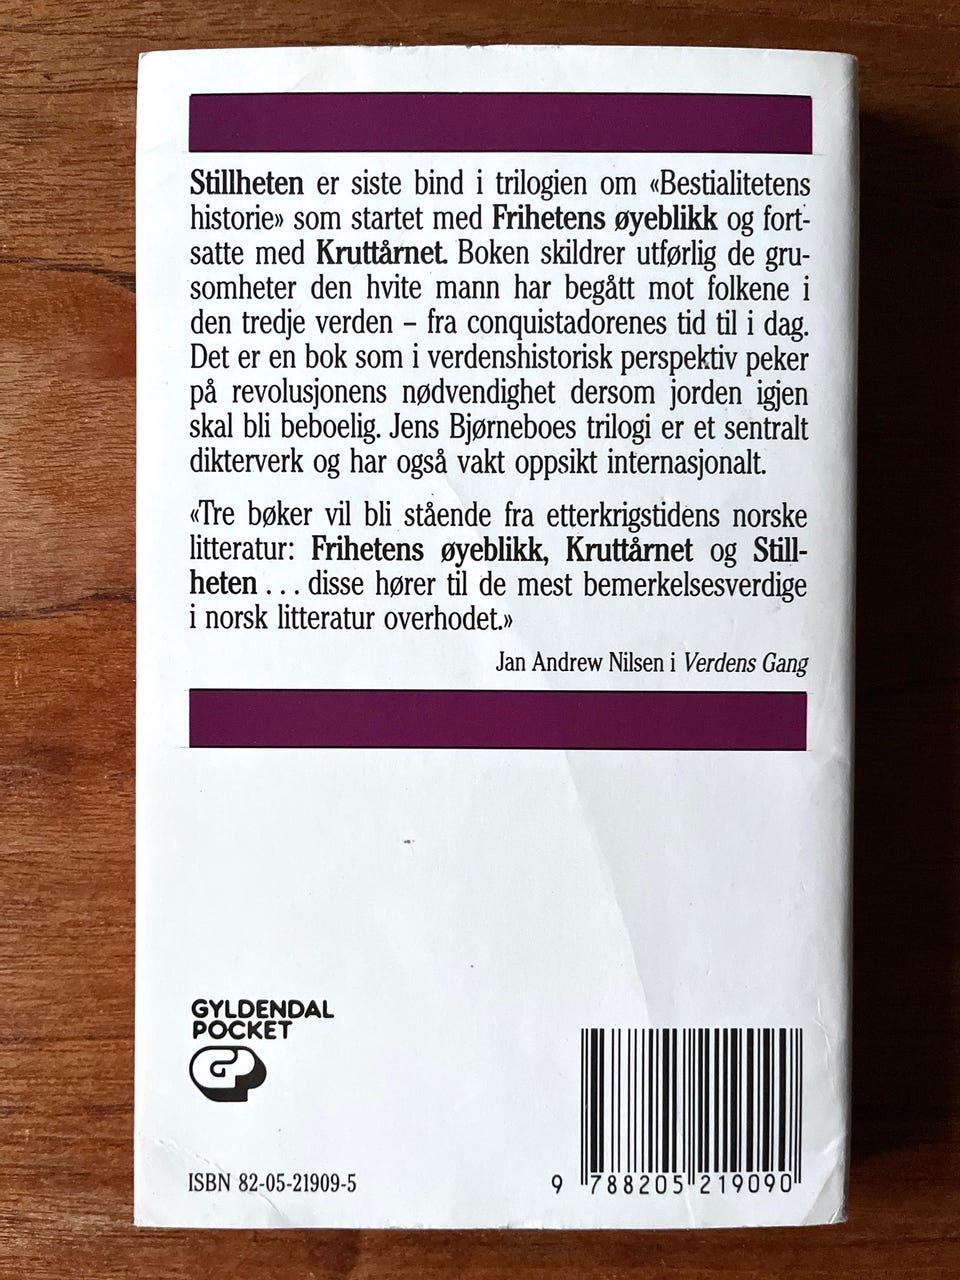 Stillheten er siste bind i trilogien om «Bestialitetens
historie» som startet med Frihetens øyeblikk og fort-
satte med Kruttårnet. Boken skildrer utførlig de gru-
somheter den hvite mann har begått mot folkene i
den tredje verden – fra conquistadorenes tid til i dag.
Det er en bok som i verdenshistorisk perspektiv peker
på revolusjonens nødvendighet dersom jorden igjen
skal bli beboelig. Jens Bjørneboes trilogi er et sentralt
dikterverk og har også vakt oppsikt internasjonalt.
«Tre bøker vil bli stående fra etterkrigstidens norske
litteratur: Frihetens øyeblikk, Kruttårnet og Still-
heten . . . disse hører til de mest bemerkelsesverdige
i norsk litteratur overhodet.»
Jan Andrew Nilsen i Verdens Gang
GYLDENDAL
POCKET
GP
ISBN 82-05-21909-5
9 788205 219090